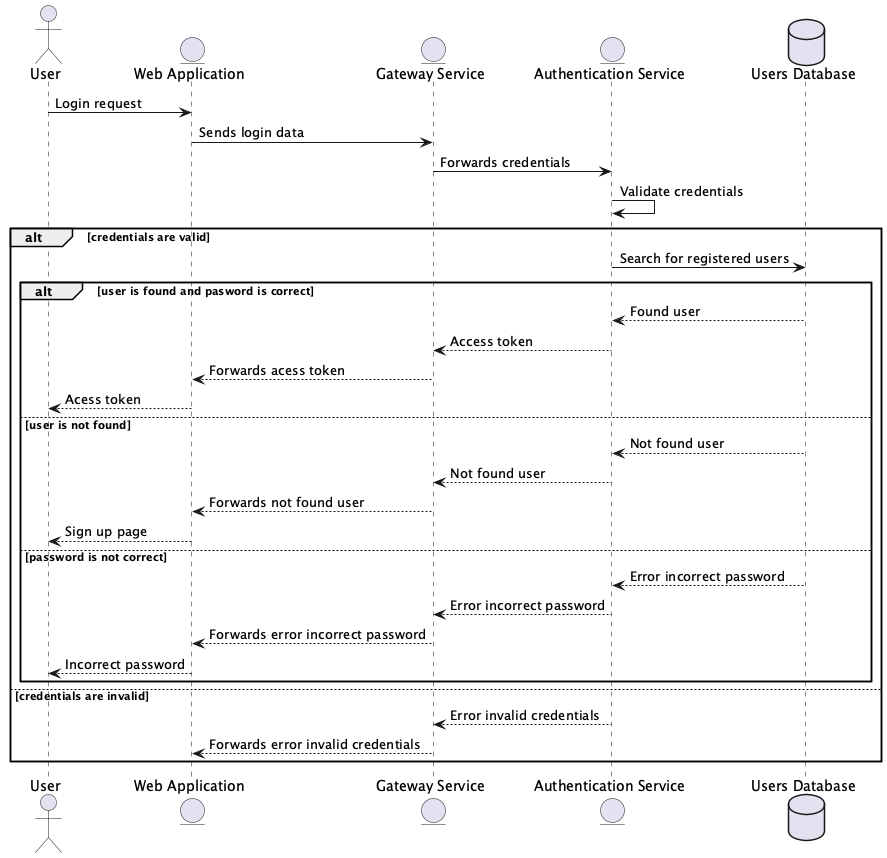 User
Web Application
Gateway Service
Authentication Service
Users Database
Login request
Sends login data
Forwards credentials
Validate credentials
alt [credentials are valid]
Search for registered users
alt [user is found and pasword is correct]
Found user
Access token
Forwards acess token
Acess token
[user is not found]
Not found user
Not found user
Forwards not found user
Sign up page
[password is not correct]
Error incorrect password
Error incorrect password
Forwards error incorrect password
Incorrect password
[credentials are invalid]
Error invalid credentials
Forwards error invalid credentials
User
Web Application
Gateway Service
Authentication Service
Users Database